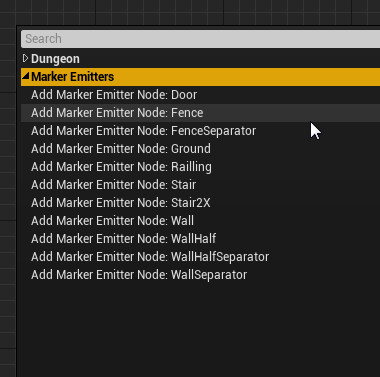 Search
Dungeon
Marker Emitters
Add Marker Emitter Node: Door
Add Marker Emitter Node: Fence
Add Marker Emitter Node: FenceSeparator
Add Marker Emitter Node: Ground
Add Marker Emitter Node: Railling
Add Marker Emitter Node: Stair
Add Marker Emitter Node: Stair2X
Add Marker Emitter Node: Wall
Add Marker Emitter Node: WallHalf
Add Marker Emitter Node: WallHalfSeparator
Add Marker Emitter Node: WallSeparator